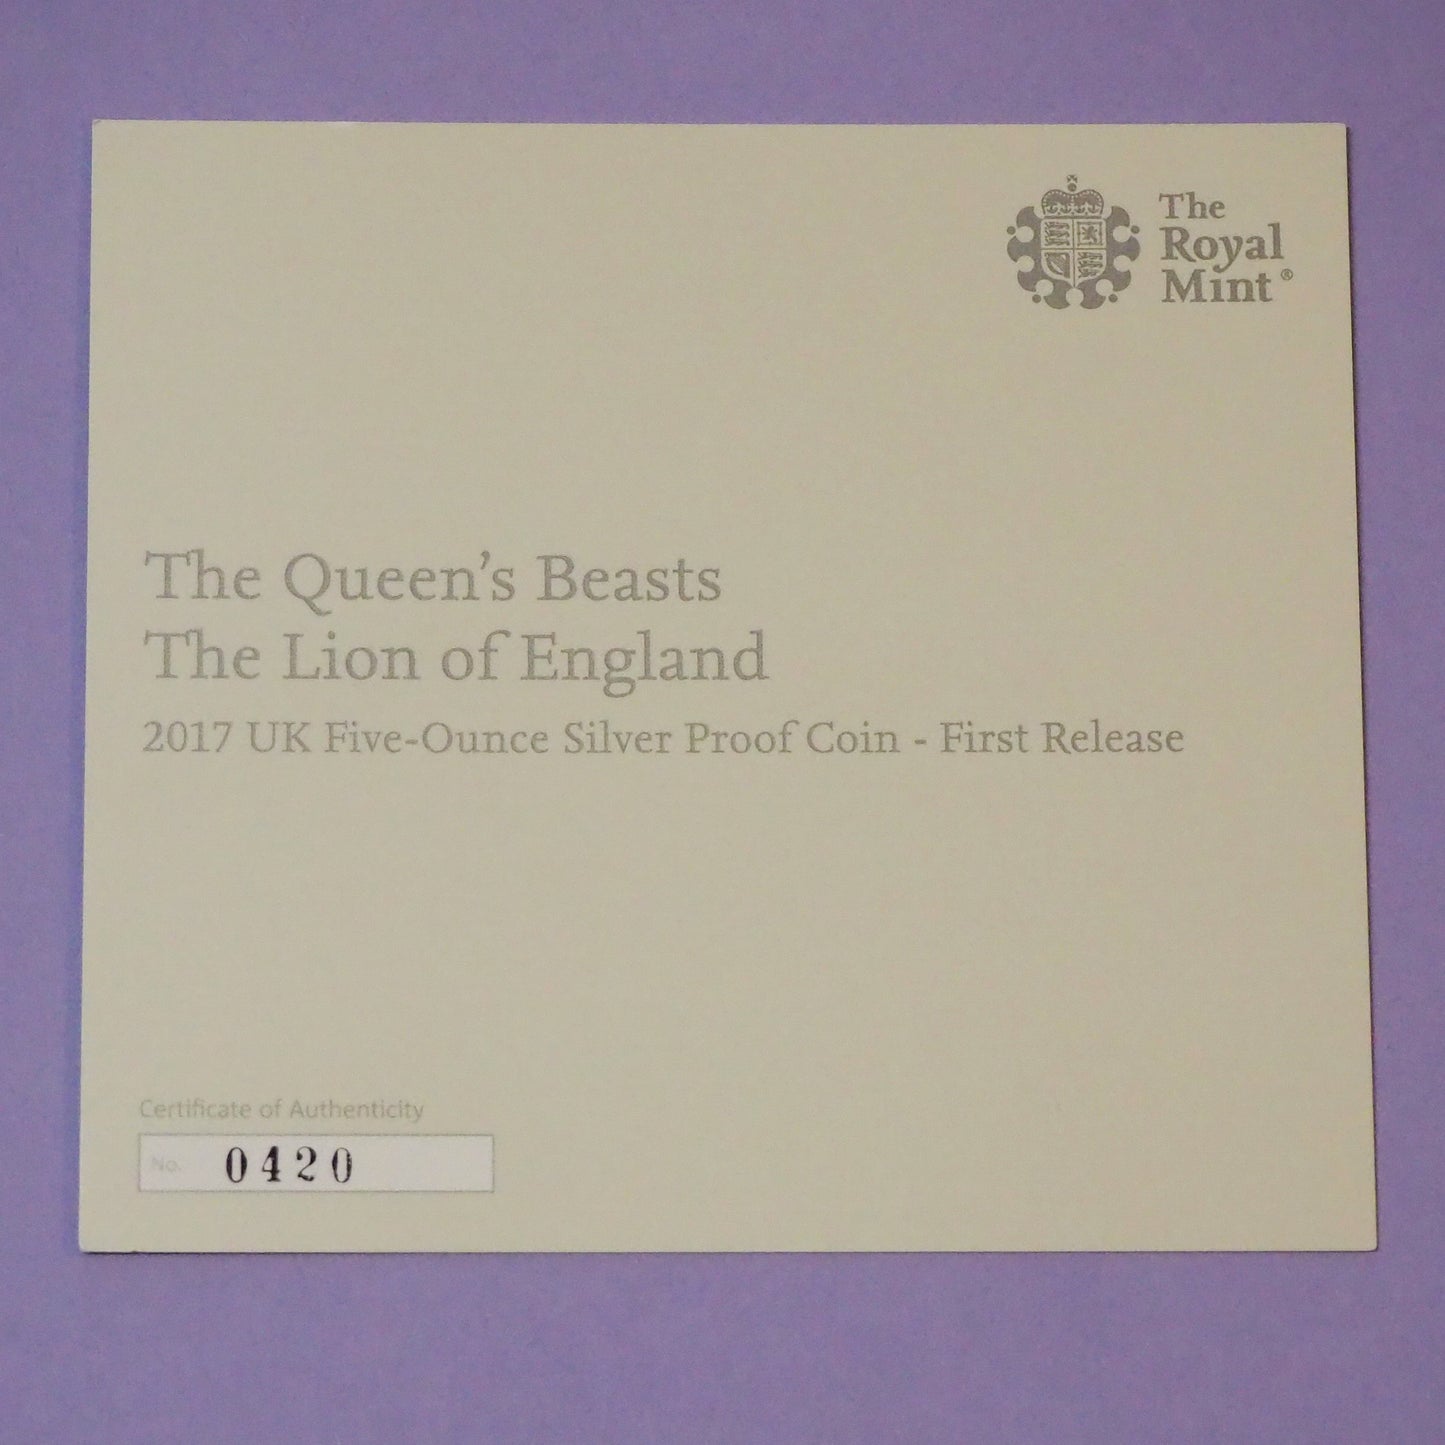 The
Royal
Mint®
The Queen's Beasts
The Lion of England
2017 UK Five-Ounce Silver Proof Coin - First Release
Certificate of Authenticity
No. 0420